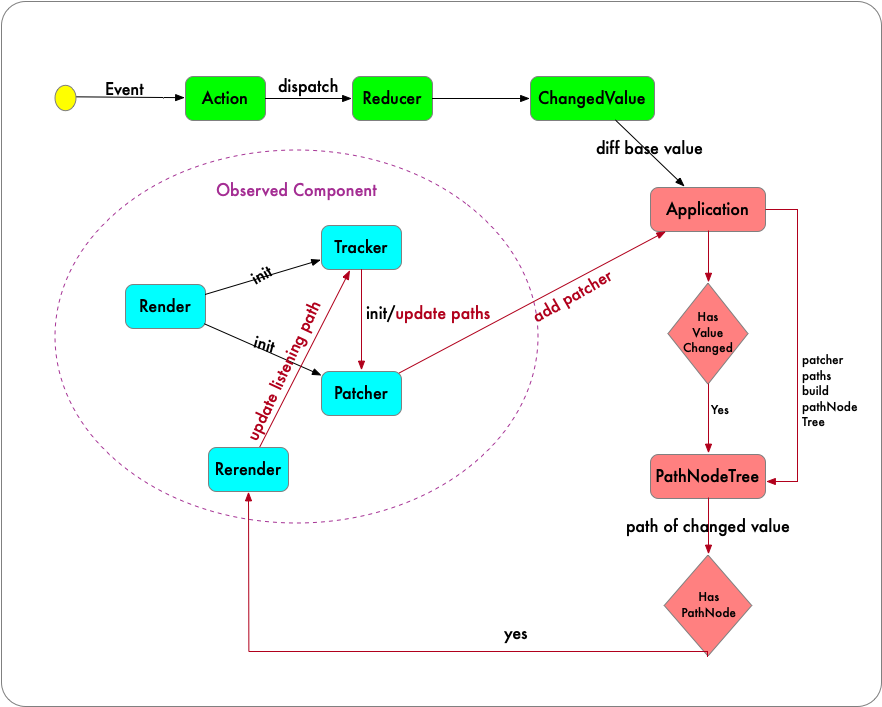 Event
Action
dispatch
Reducer
ChangedValue
diff base value
Observed Component
Application
Tracker
init
Render
init/update paths
add patcher
Has
Value
Changed
init
update listening path
patcher
paths
build
pathNode
Tree
Patcher
Yes
Rerender
PathNodeTree
path of changed value
Has
PathNode
yes